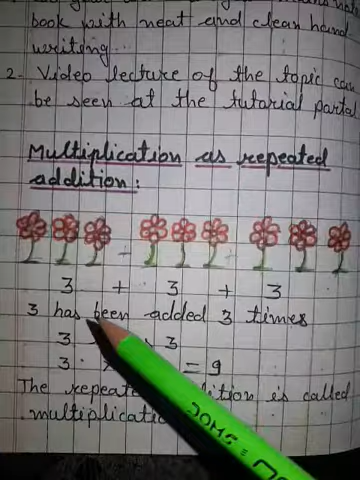 book with neat and clean hand
writing.
2- Video lecture of the topic can
be seen at the tutorial portal
Multiplication as repeated
addition:
+ +
3 + 3 + 3
3 has been added 3 times
3 3
3 = 9
The is called
DOMS